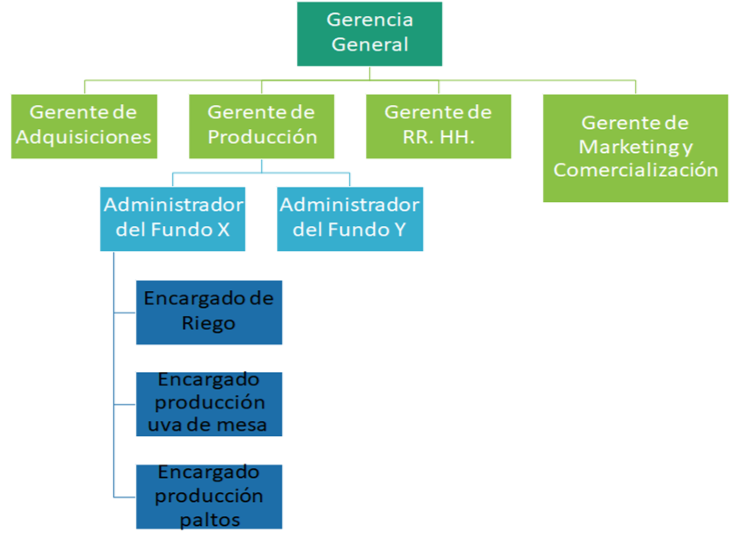 Gerencia
General
Gerente de
Adquisiciones
Gerente de
Producción
Gerente de
RR. HH.
Gerente de
Marketing y
Comercialización
Administrador
del Fundo X
Administrador
del Fundo Y
Encargado de
Riego
Encargado
producción
uva de mesa
Encargado
producción
paltos